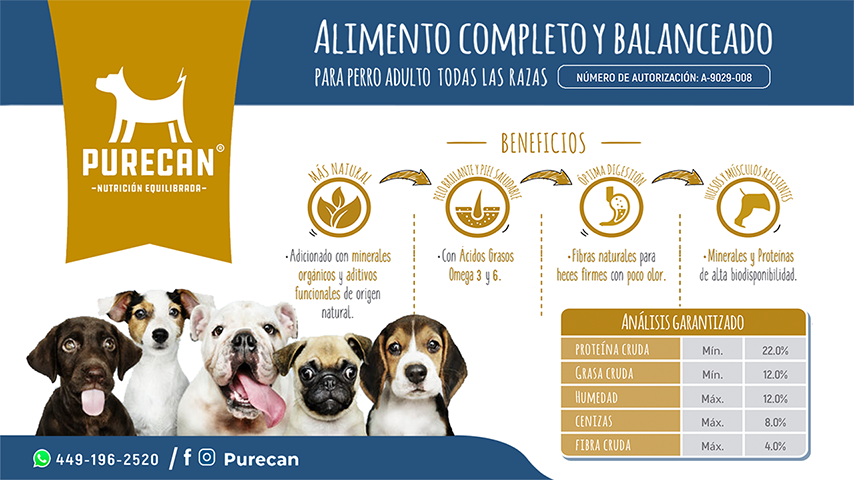 ALIMENTO COMPLETO Y BALANCEADO
PARA PERRO ADULTO TODAS LAS RAZAS
NÚMERO DE AUTORIZACIÓN: A-9029-008
PURECAN®
-NUTRICIÓN EQUILIBRADA-
BENEFICIOS
MÁS NATURAL
• Adicionado con minerales
orgánicos y aditivos
funcionales de origen
natural.
PELO BRILLANTE Y PIEL SALUDABLE
• Con Ácidos Grasos
Omega 3 y 6.
ÓPTIMA DIGESTIÓN
• Fibras naturales para
heces firmes con poco olor.
HUESOS Y MÚSCULOS RESISTENTES
• Minerales y Proteínas
de alta biodisponibilidad.
ANÁLISIS GARANTIZADO
PROTEÍNA CRUDA Mín. 22.0%
GRASA CRUDA Mín. 12.0%
HUMEDAD Máx. 12.0%
CENIZAS Máx. 8.0%
FIBRA CRUDA Máx. 4.0%
449-196-2520 / f Purecan